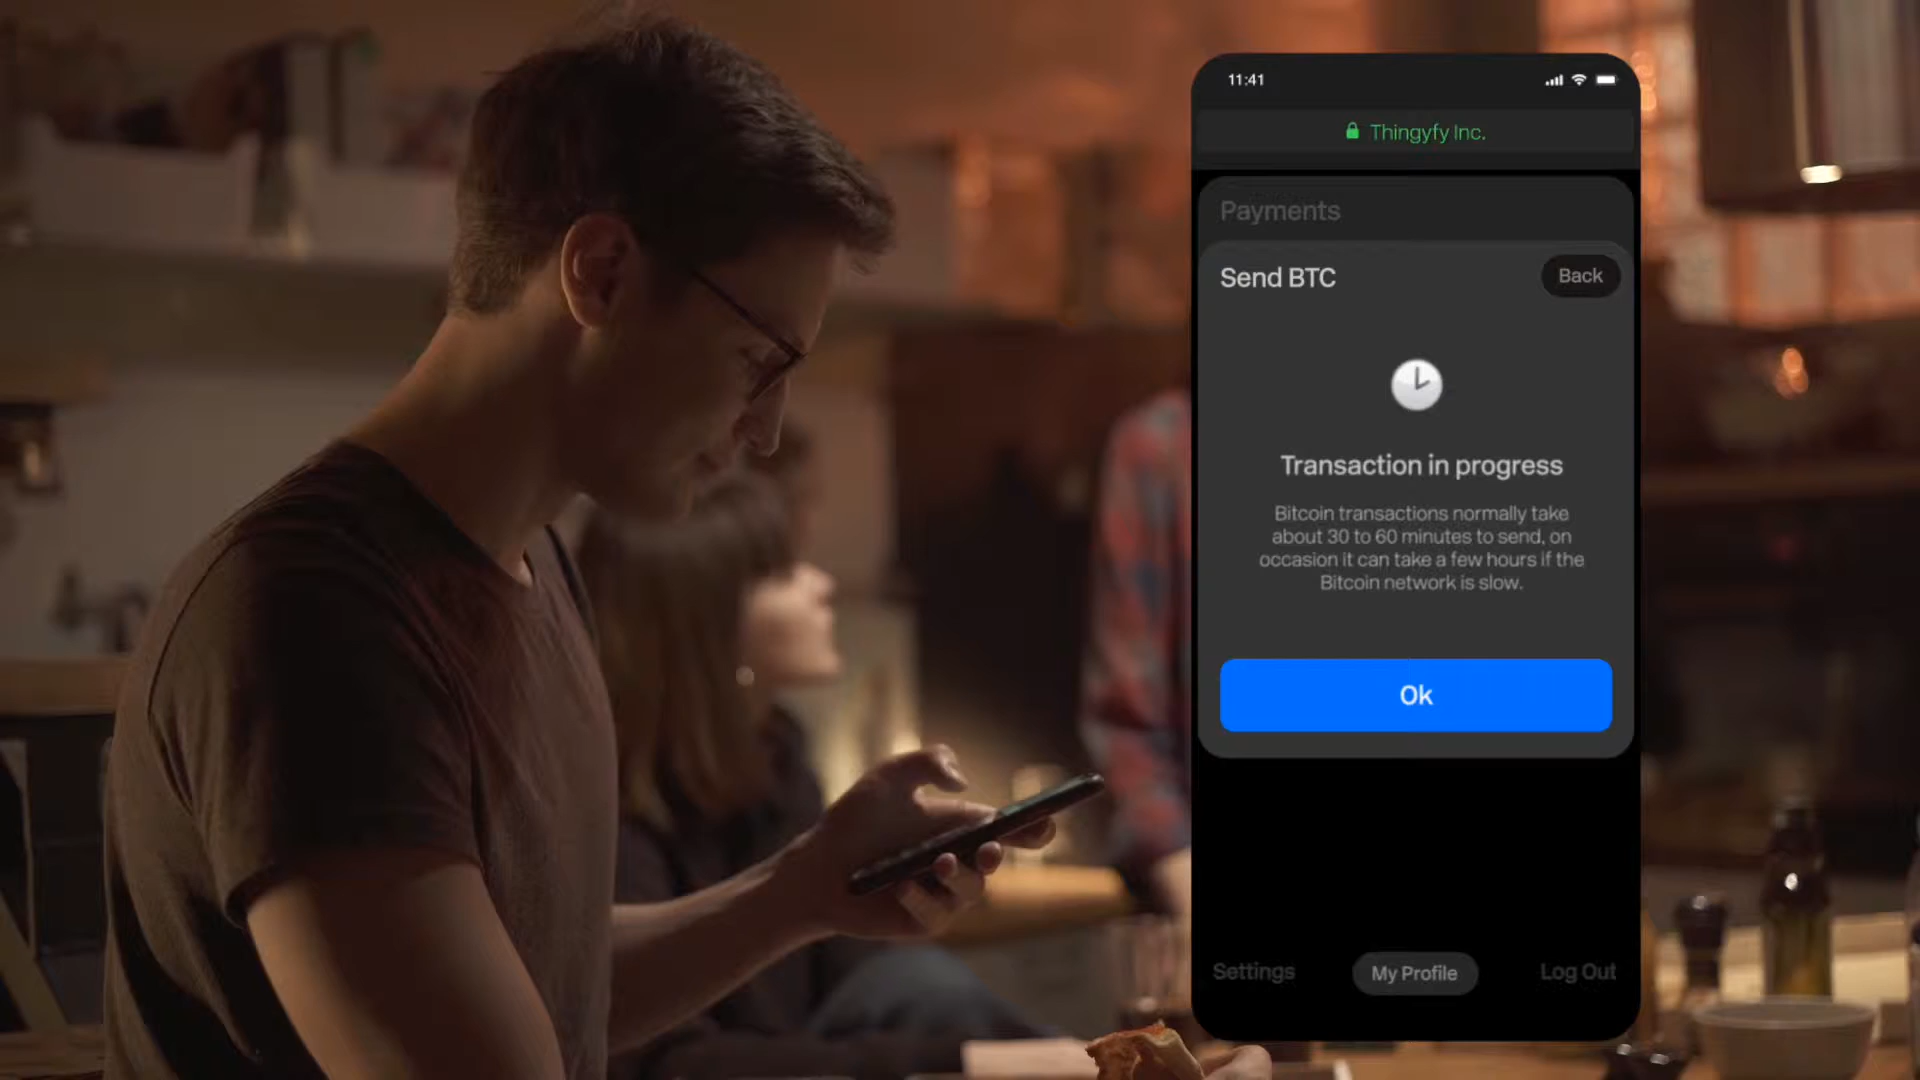 11:41
Thingyfy Inc.
Payments
Send BTC
Back
Transaction in progress
Bitcoin transactions normally take
about 30 to 60 minutes to send, on
occasion it can take a few hours if the
Bitcoin network is slow.
Ok
Settings
My Profile
Log Out